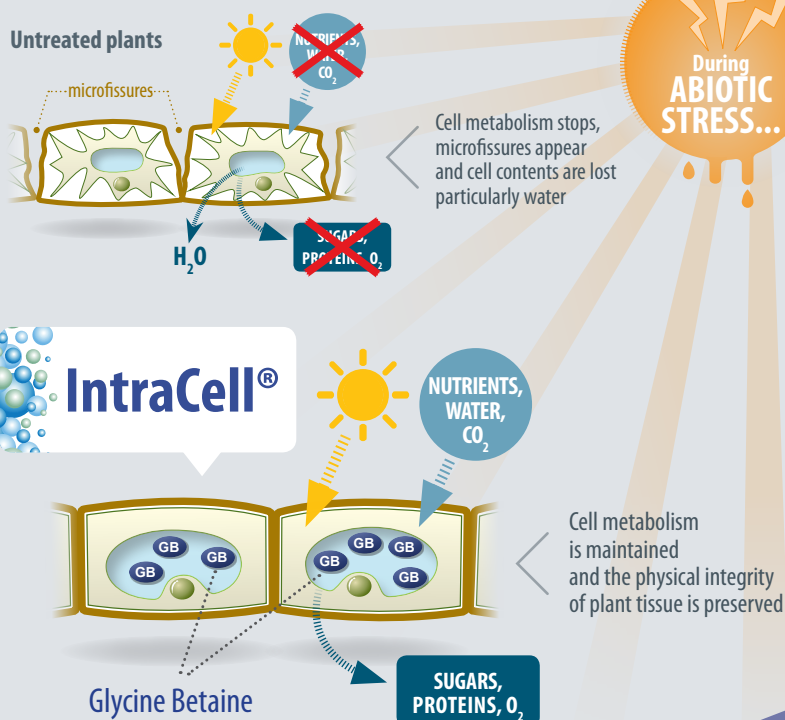 Untreated plants
NUTRIENTS,
WATER
CO₂
During
ABIOTIC
STRESS...
microfissures
Cell metabolism stops,
microfissures appear
and cell contents are lost
particularly water
H₂O
SUGARS,
PROTEINS, O₂
IntraCell®
NUTRIENTS,
WATER,
CO₂
GB
GB
GB
GB
GB
GB
GB
Cell metabolism
is maintained
and the physical integrity
of plant tissue is preserved
Glycine Betaine
SUGARS,
PROTEINS, O₂